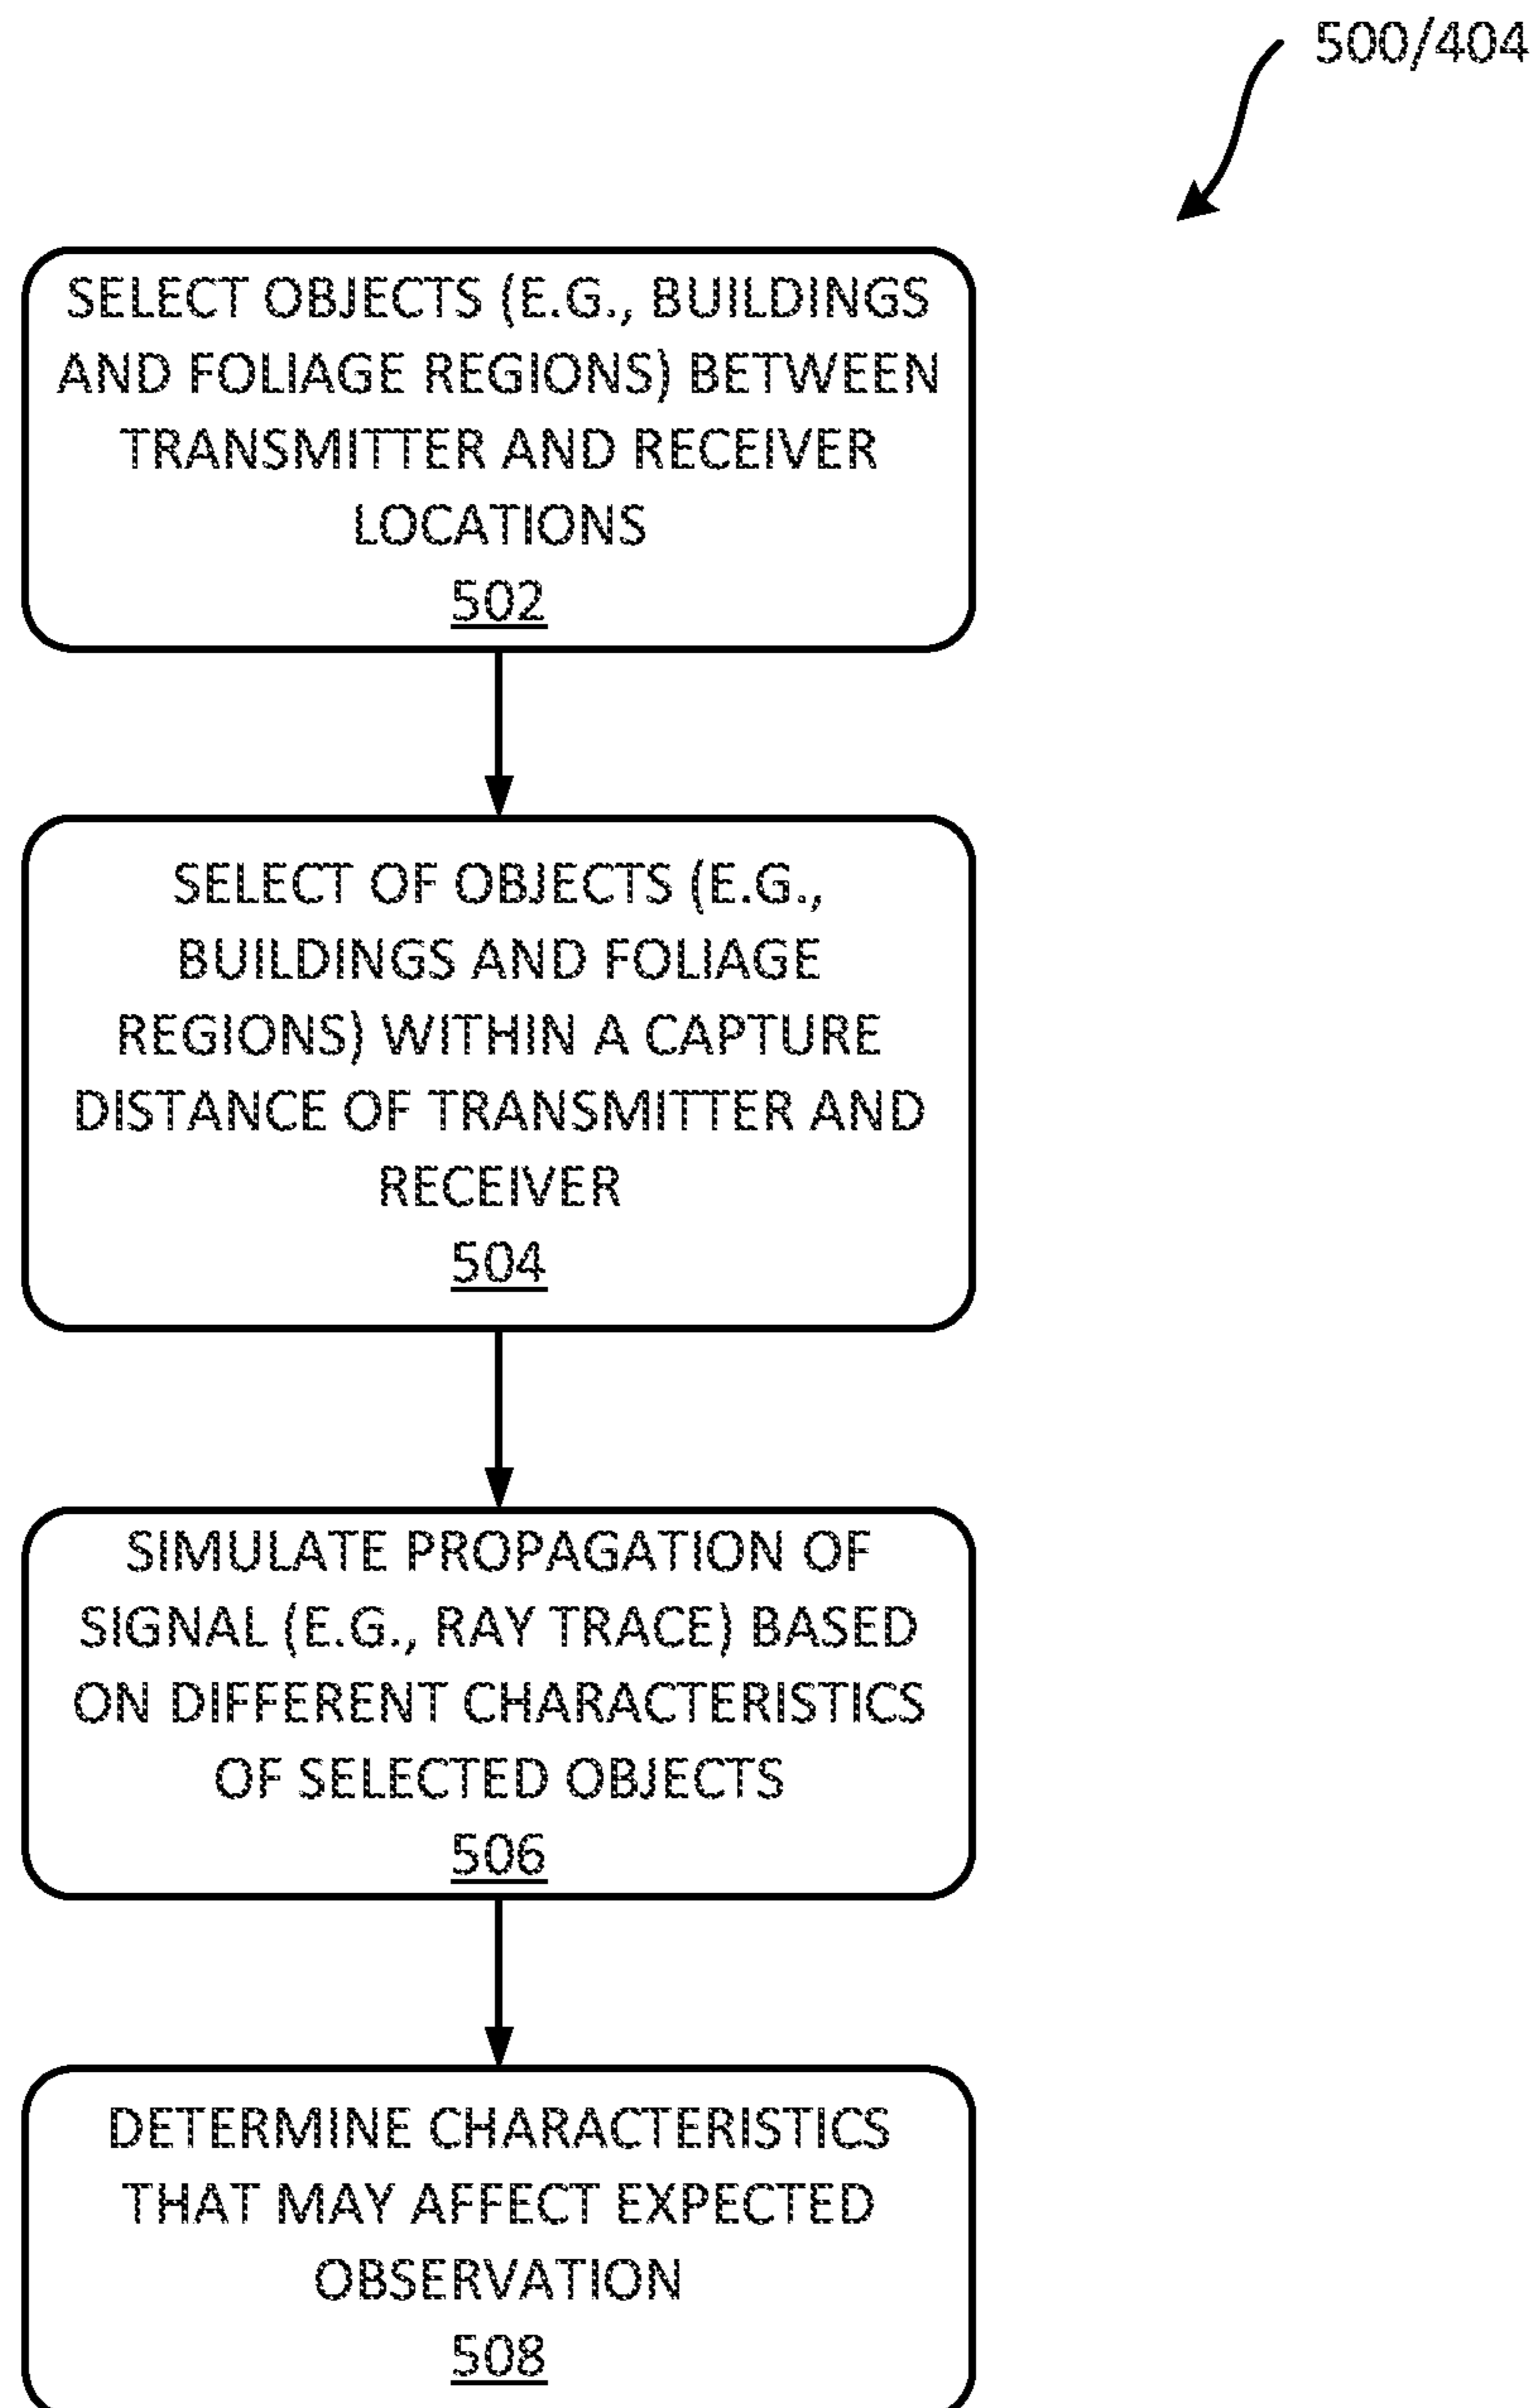 500/404
SELECT OBJECTS (E.G., BUILDINGS
AND FOLIAGE REGIONS) BETWEEN
TRANSMITTER AND RECEIVER
LOCATIONS
502
SELECT OF OBJECTS (E.G.,
BUILDINGS AND FOLIAGE
REGIONS) WITHIN A CAPTURE
DISTANCE OF TRANSMITTER AND
RECEIVER
504
SIMULATE PROPAGATION OF
SIGNAL (E.G., RAY TRACE) BASED
ON DIFFERENT CHARACTERISTICS
OF SELECTED OBJECTS
506
DETERMINE CHARACTERISTICS
THAT MAY AFFECT EXPECTED
OBSERVATION
508